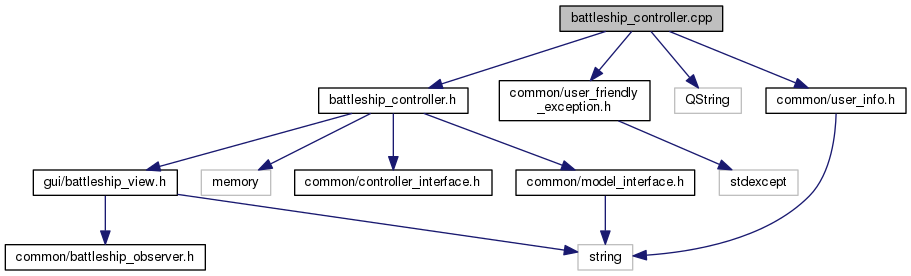 battleship_controller.cpp
battleship_controller.h
common/user_friendly
_exception.h
QString
common/user_info.h
gui/battleship_view.h
memory
common/controller_interface.h
common/model_interface.h
stdexcept
common/battleship_observer.h
string